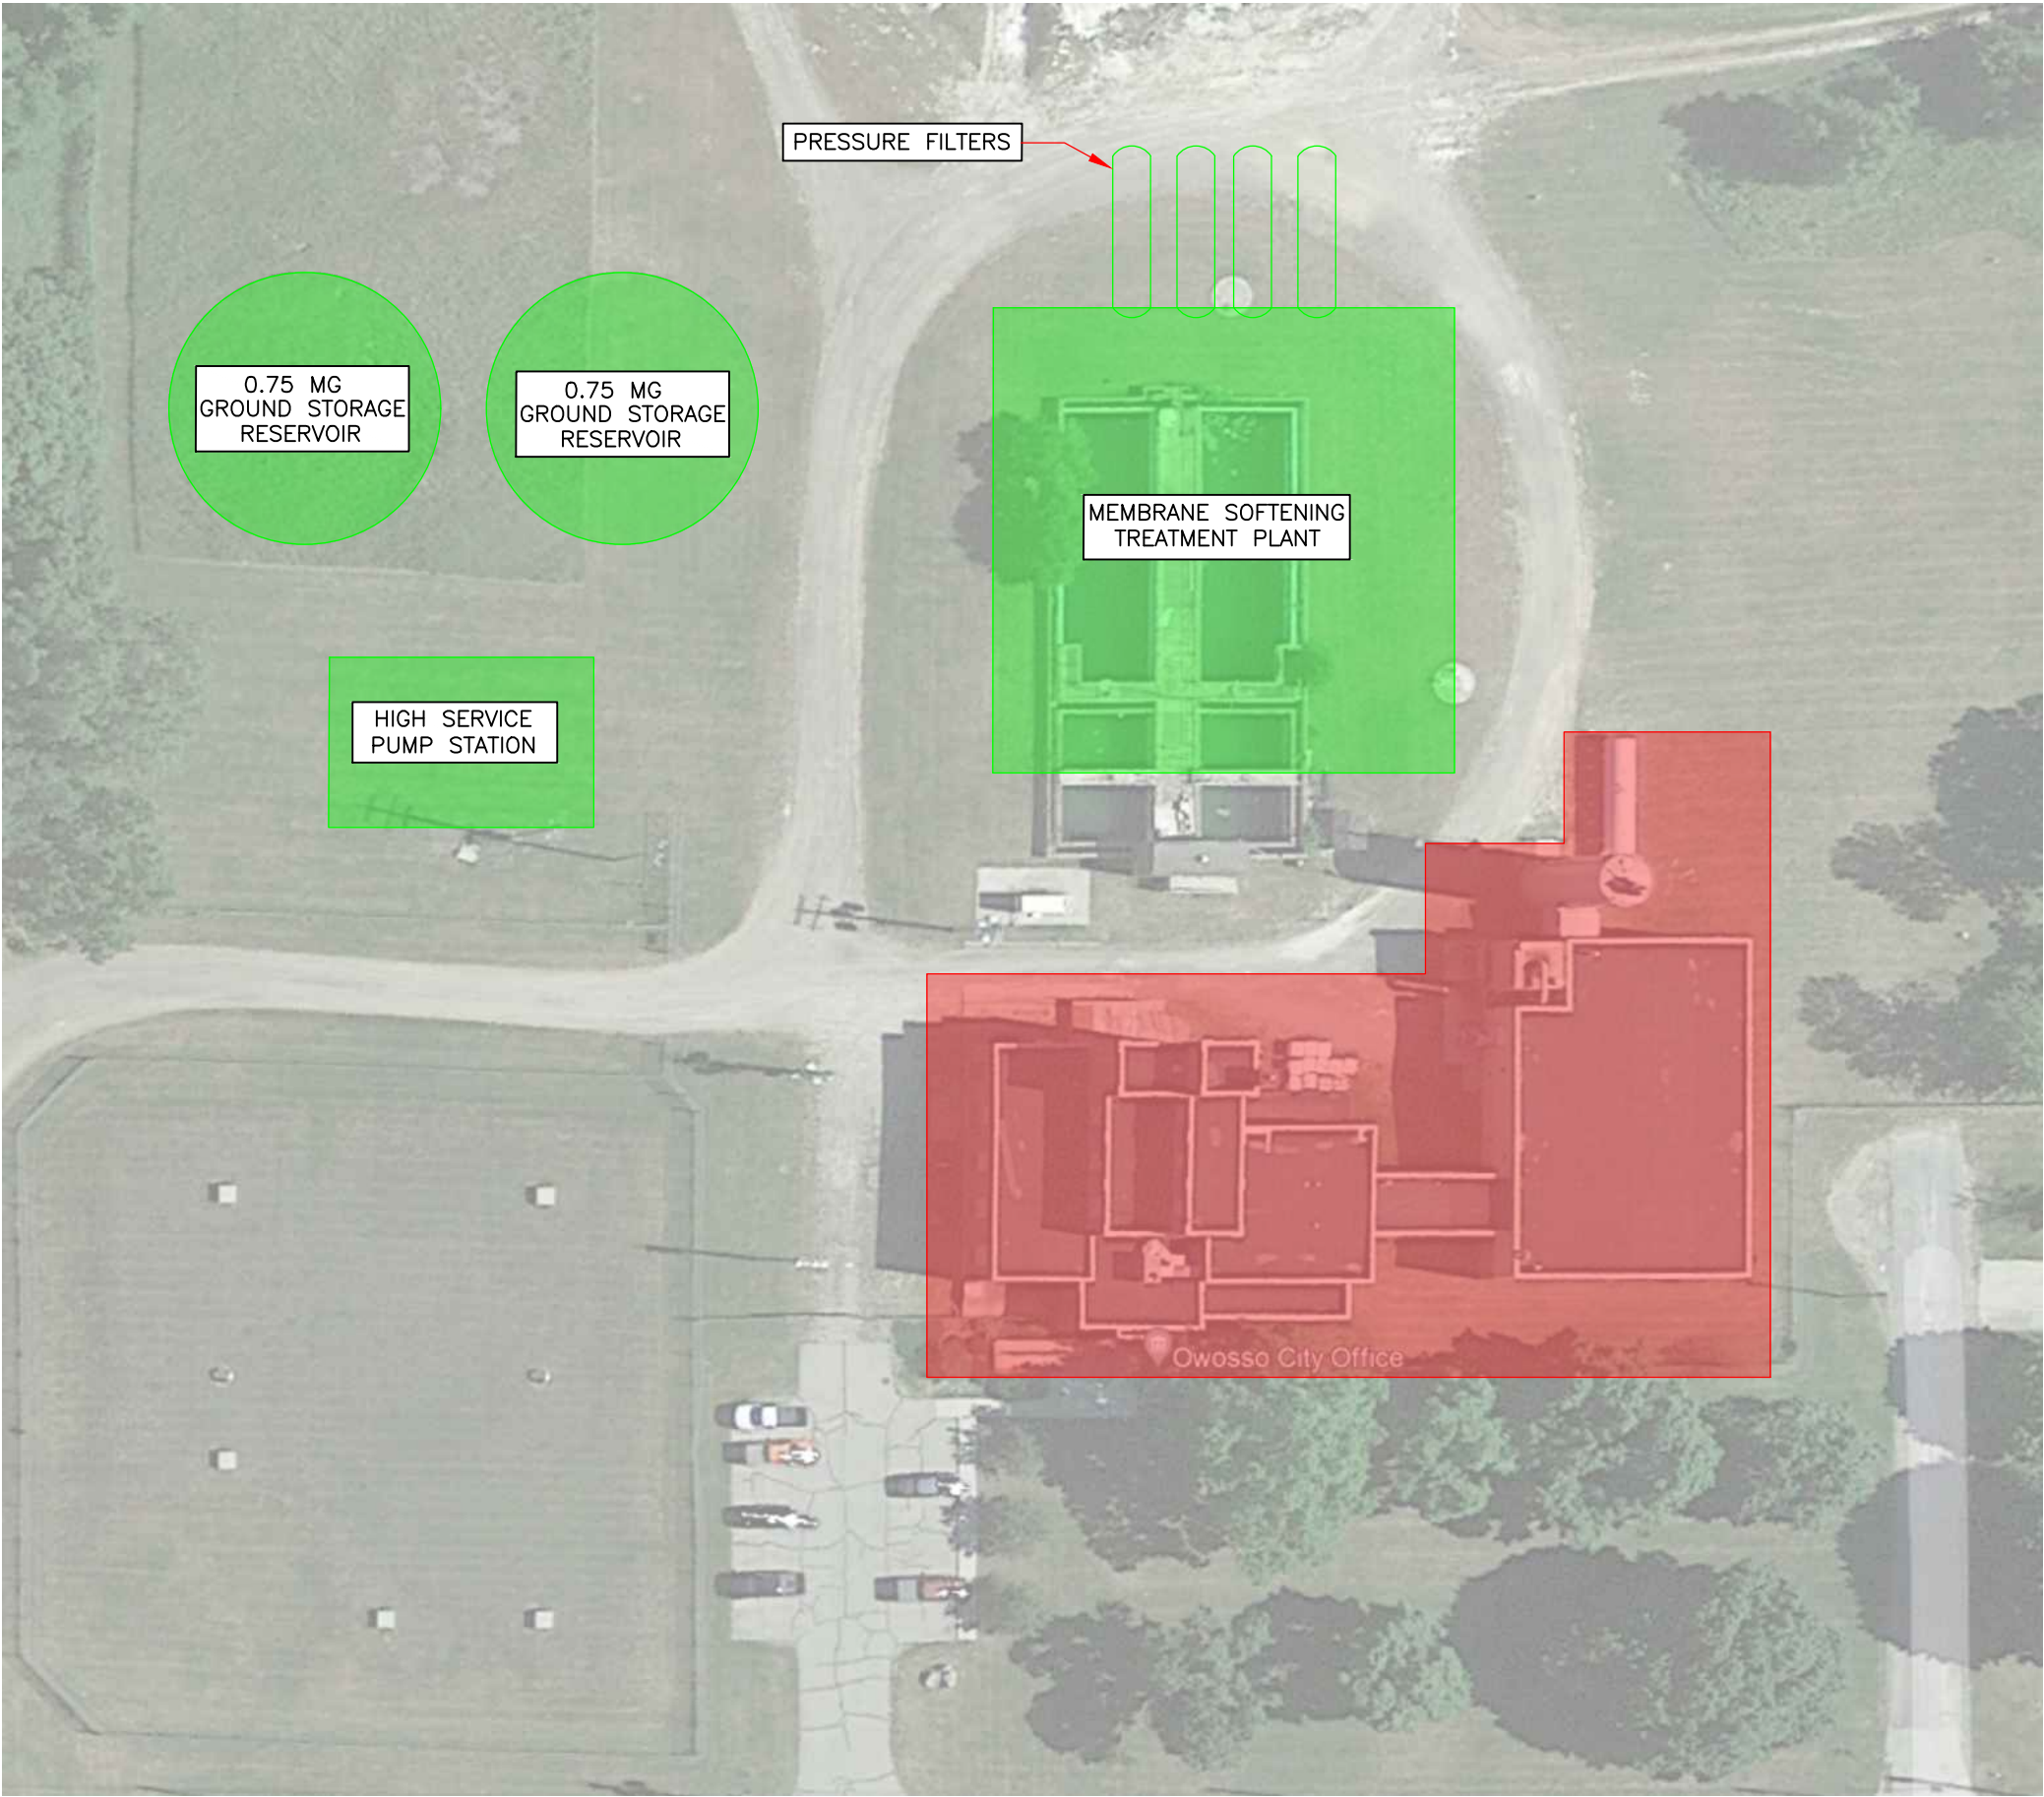 PRESSURE FILTERS
0.75 MG
GROUND STORAGE
RESERVOIR
0.75 MG
GROUND STORAGE
RESERVOIR
MEMBRANE SOFTENING
TREATMENT PLANT
HIGH SERVICE
PUMP STATION
Owosso City Office